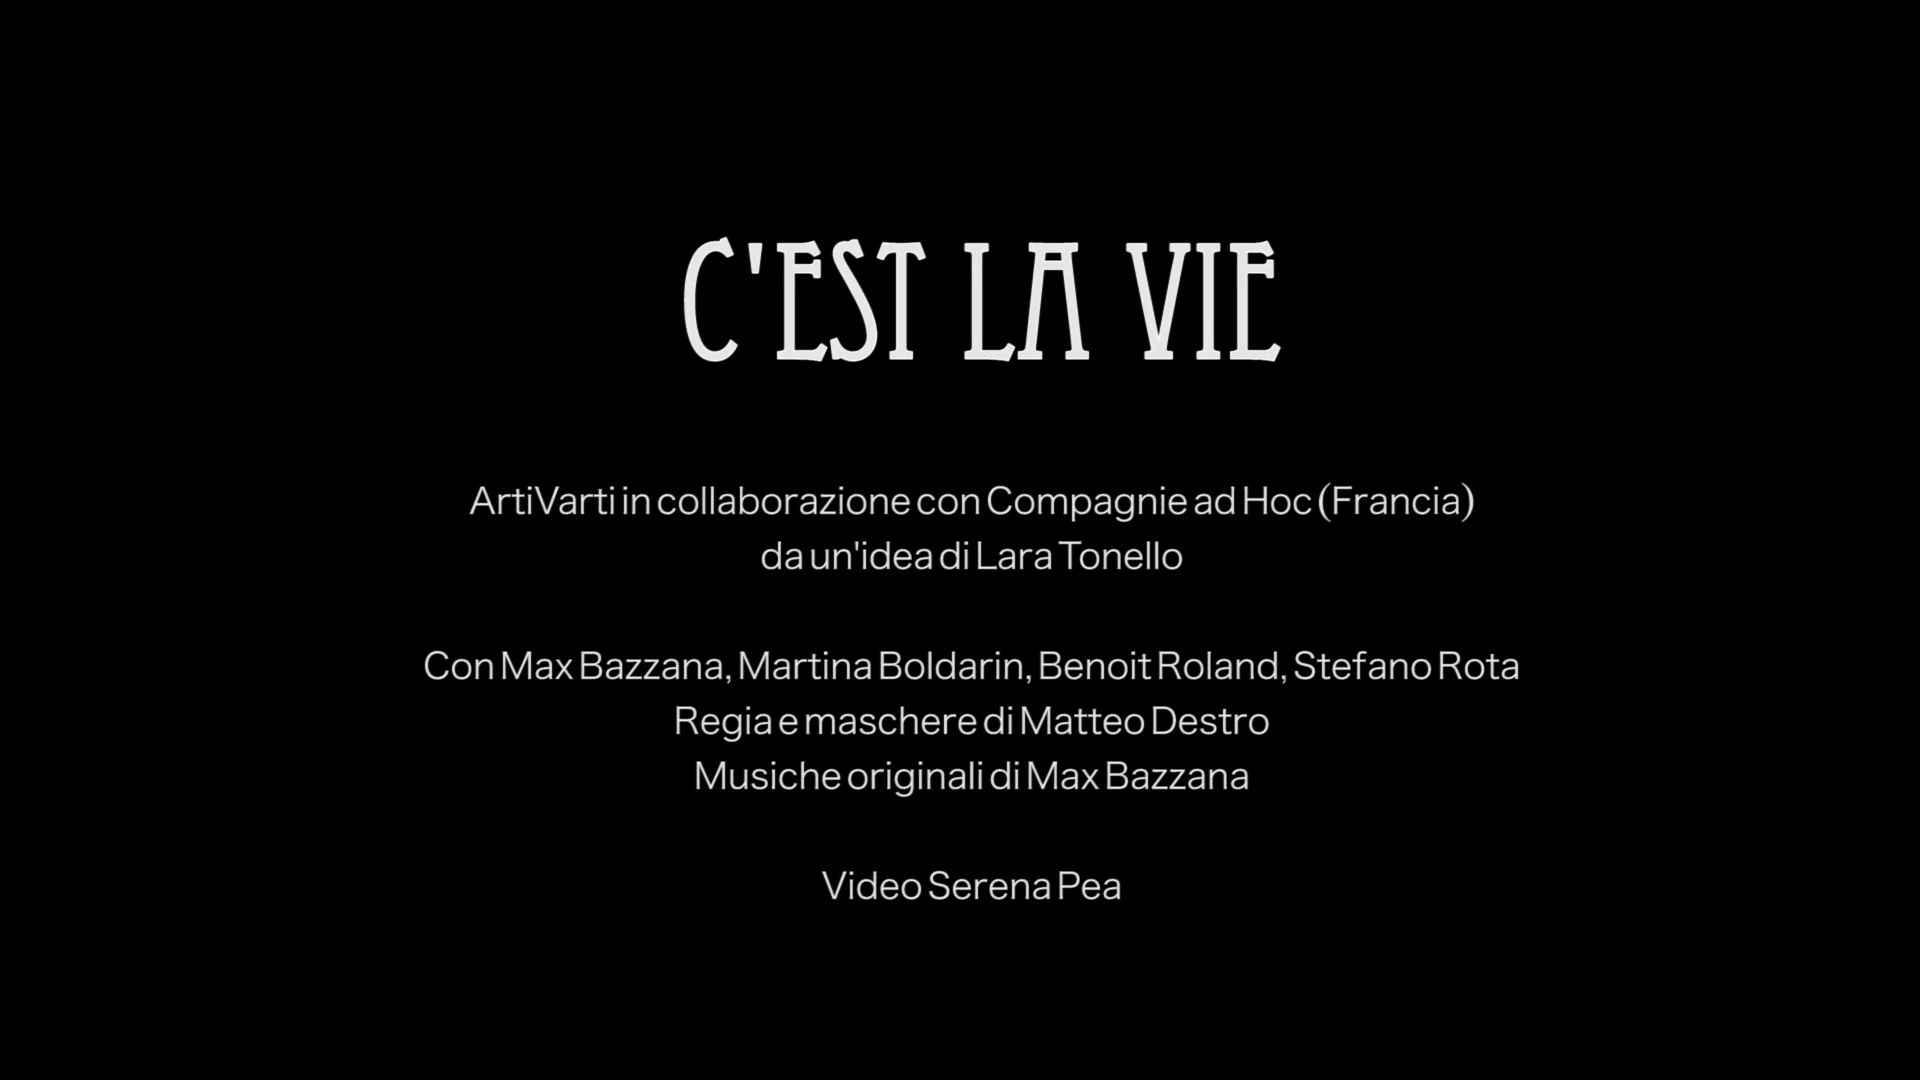 C'EST LA VIE
ArtiVarti in collaborazione con Compagnie ad Hoc (Francia)
da un'idea di Lara Tonello
Con Max Bazzana, Martina Boldarin, Benoit Roland, Stefano Rota
Regia e maschere di Matteo Destro
Musiche originali di Max Bazzana
Video Serena Pea